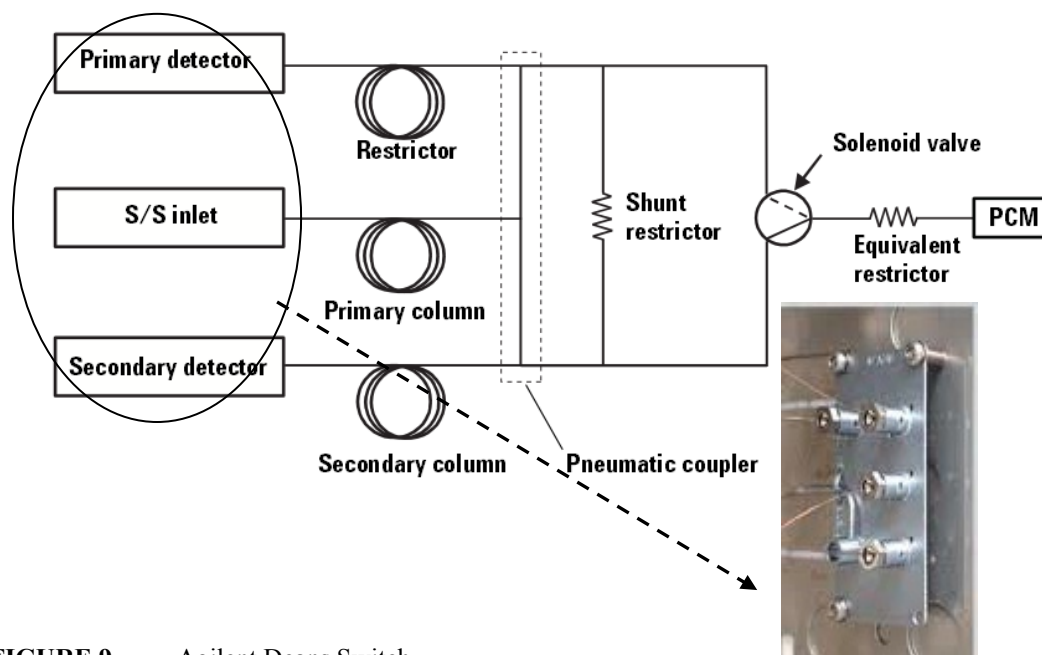 Primary detector
Restrictor
Solenoid valve
S/S inlet
Shunt
restrictor
PCM
Equivalent
restrictor
Primary column
Secondary detector
Secondary column
Pneumatic coupler
FIGURE 9 Agilent Deans Switch